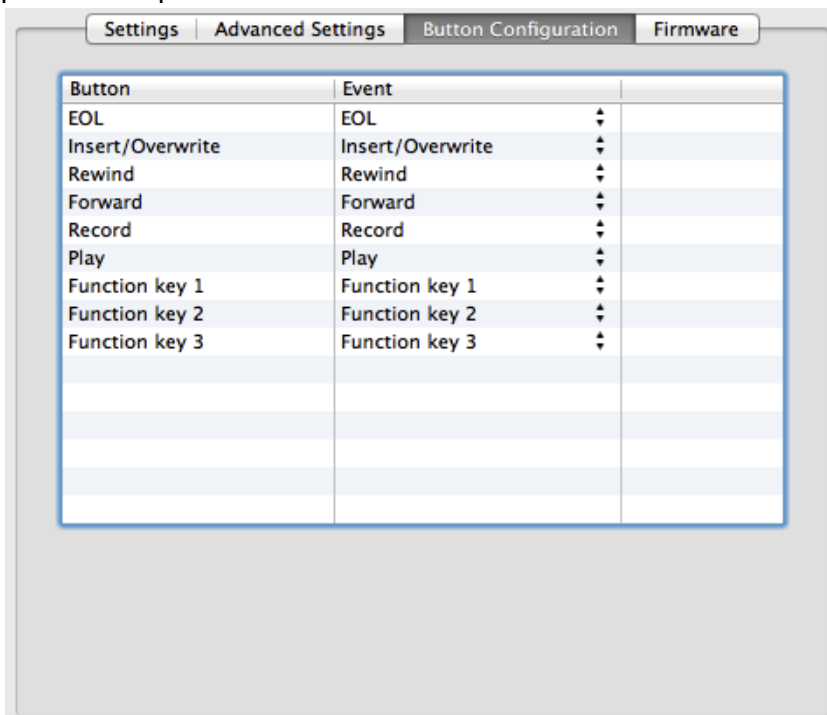 Settings Advanced Settings Button Configuration Firmware
Button Event
EOL EOL
Insert/Overwrite Insert/Overwrite
Rewind Rewind
Forward Forward
Record Record
Play Play
Function key 1 Function key 1
Function key 2 Function key 2
Function key 3 Function key 3